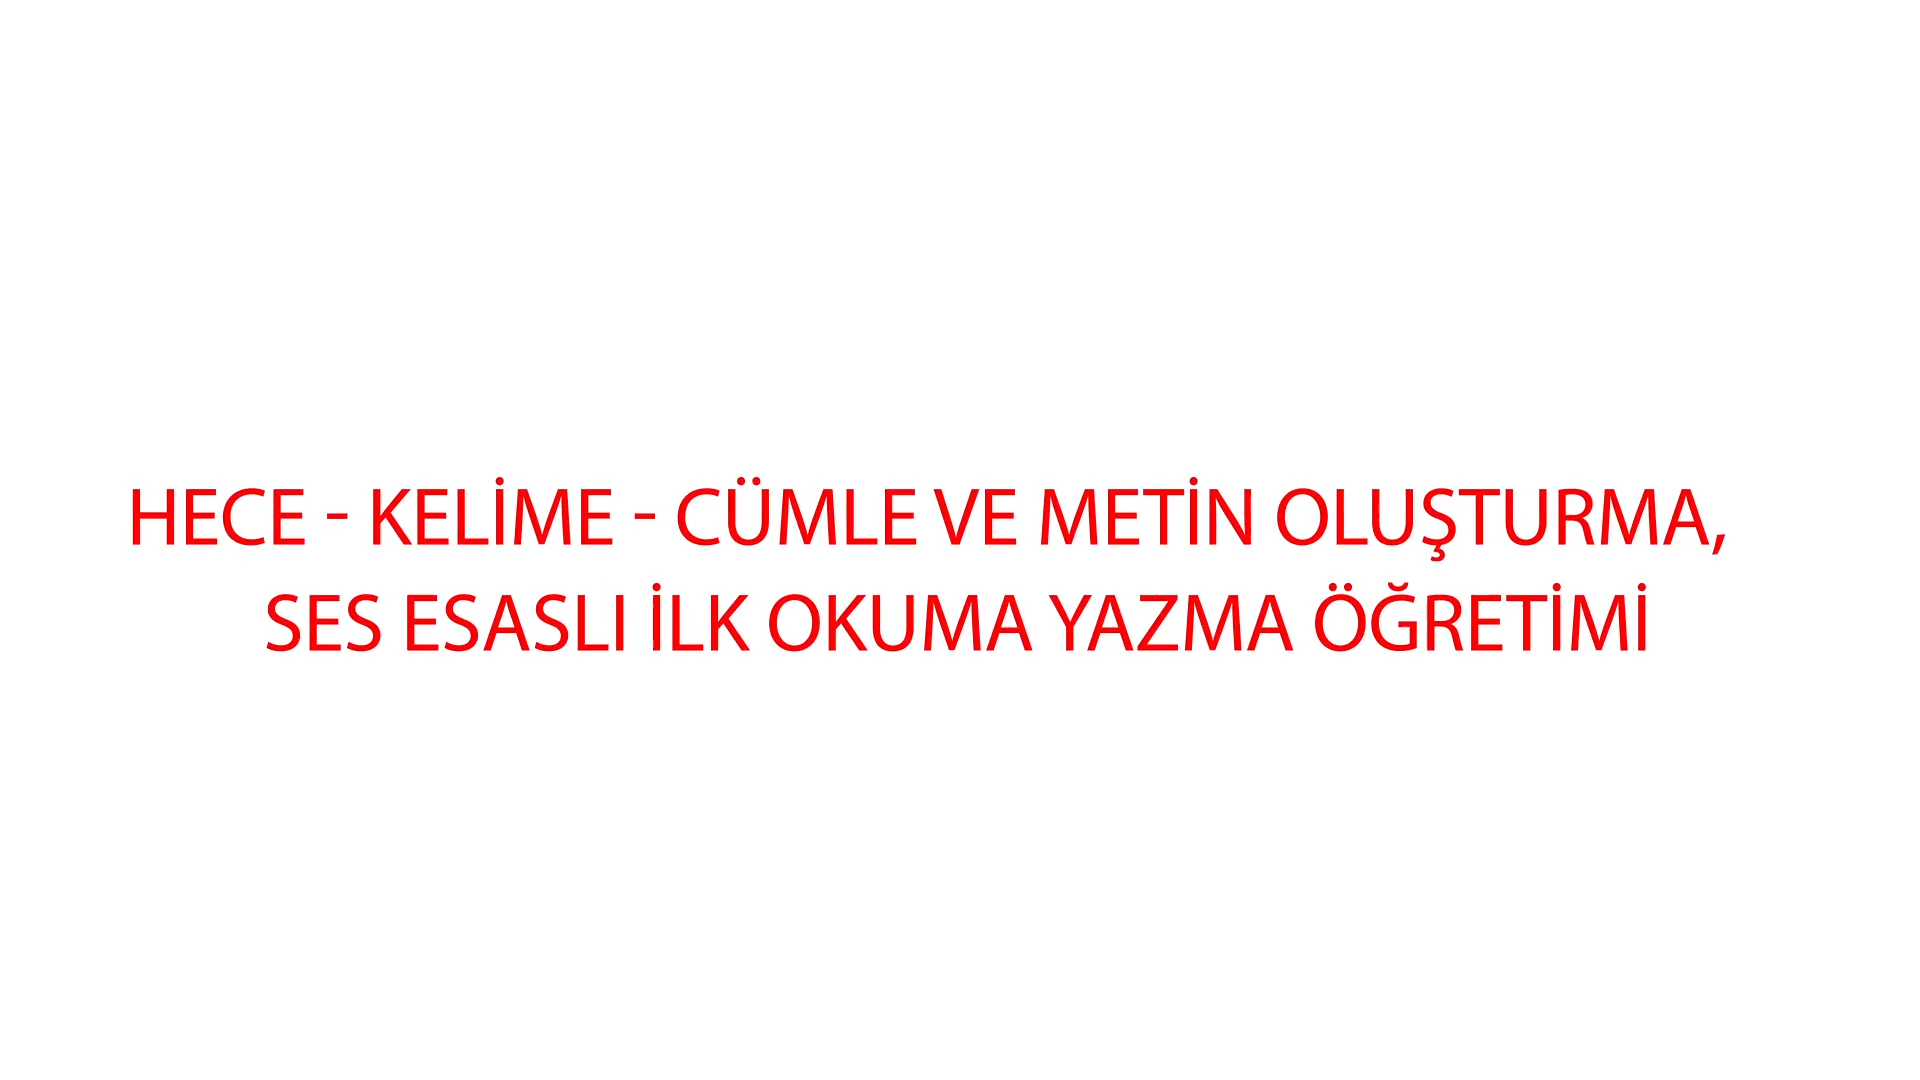 HECE - KELİME - CÜMLE VE METİN OLUŞTURMA,
SES ESASLI İLK OKUMA YAZMA ÖĞRETİMİ